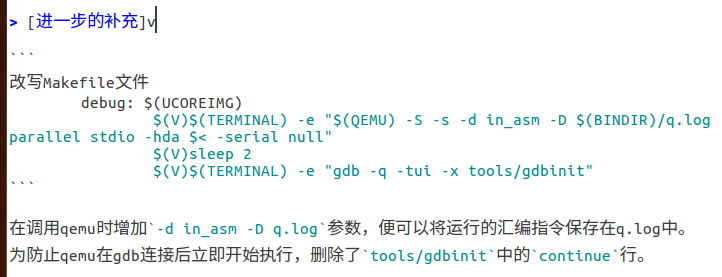 > [进一步的补充]v
```
改写Makefile文件
debug: $(UCOREIMG)
$(V)$(TERMINAL) -e "$(QEMU) -S -s -d in_asm -D $(BINDIR)/q.log
parallel stdio -hda $< -serial null"
$(V)sleep 2
$(V)$(TERMINAL) -e "gdb -q -tui -x tools/gdbinit"
```
在调用qemu时增加`-d in_asm -D q.log`参数，便可以将运行的汇编指令保存在q.log中。
为防止qemu在gdb连接后立即开始执行，删除了`tools/gdbinit`中的`continue`行。